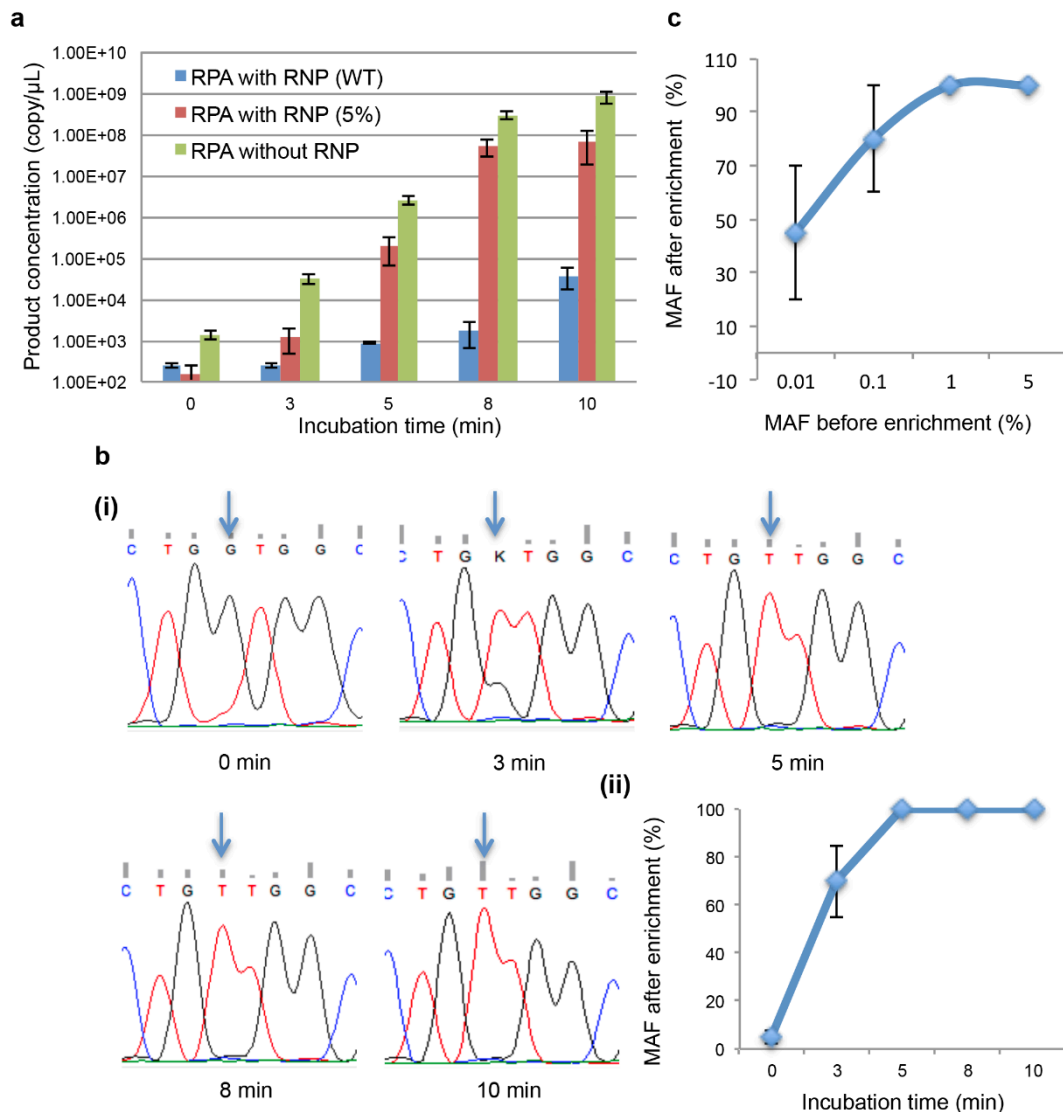 a
Product concentration (copy/µL)
1.00E+10
1.00E+09
1.00E+08
1.00E+07
1.00E+06
1.00E+05
1.00E+04
1.00E+03
1.00E+02
RPA with RNP (WT)
RPA with RNP (5%)
RPA without RNP
0 3 5 8 10
Incubation time (min)
c
MAF after enrichment (%)
110
90
70
50
30
10
-10
0.01 0.1 1 5
MAF before enrichment (%)
b
(i)
C T G G T G G C
0 min
C T G K T G G C
3 min
C T G T T G G C
5 min
C T G T T G G C
8 min
C T G T T G G C
10 min
(ii)
MAF after enrichment (%)
100
80
60
40
20
0
0 3 5 8 10
Incubation time (min)